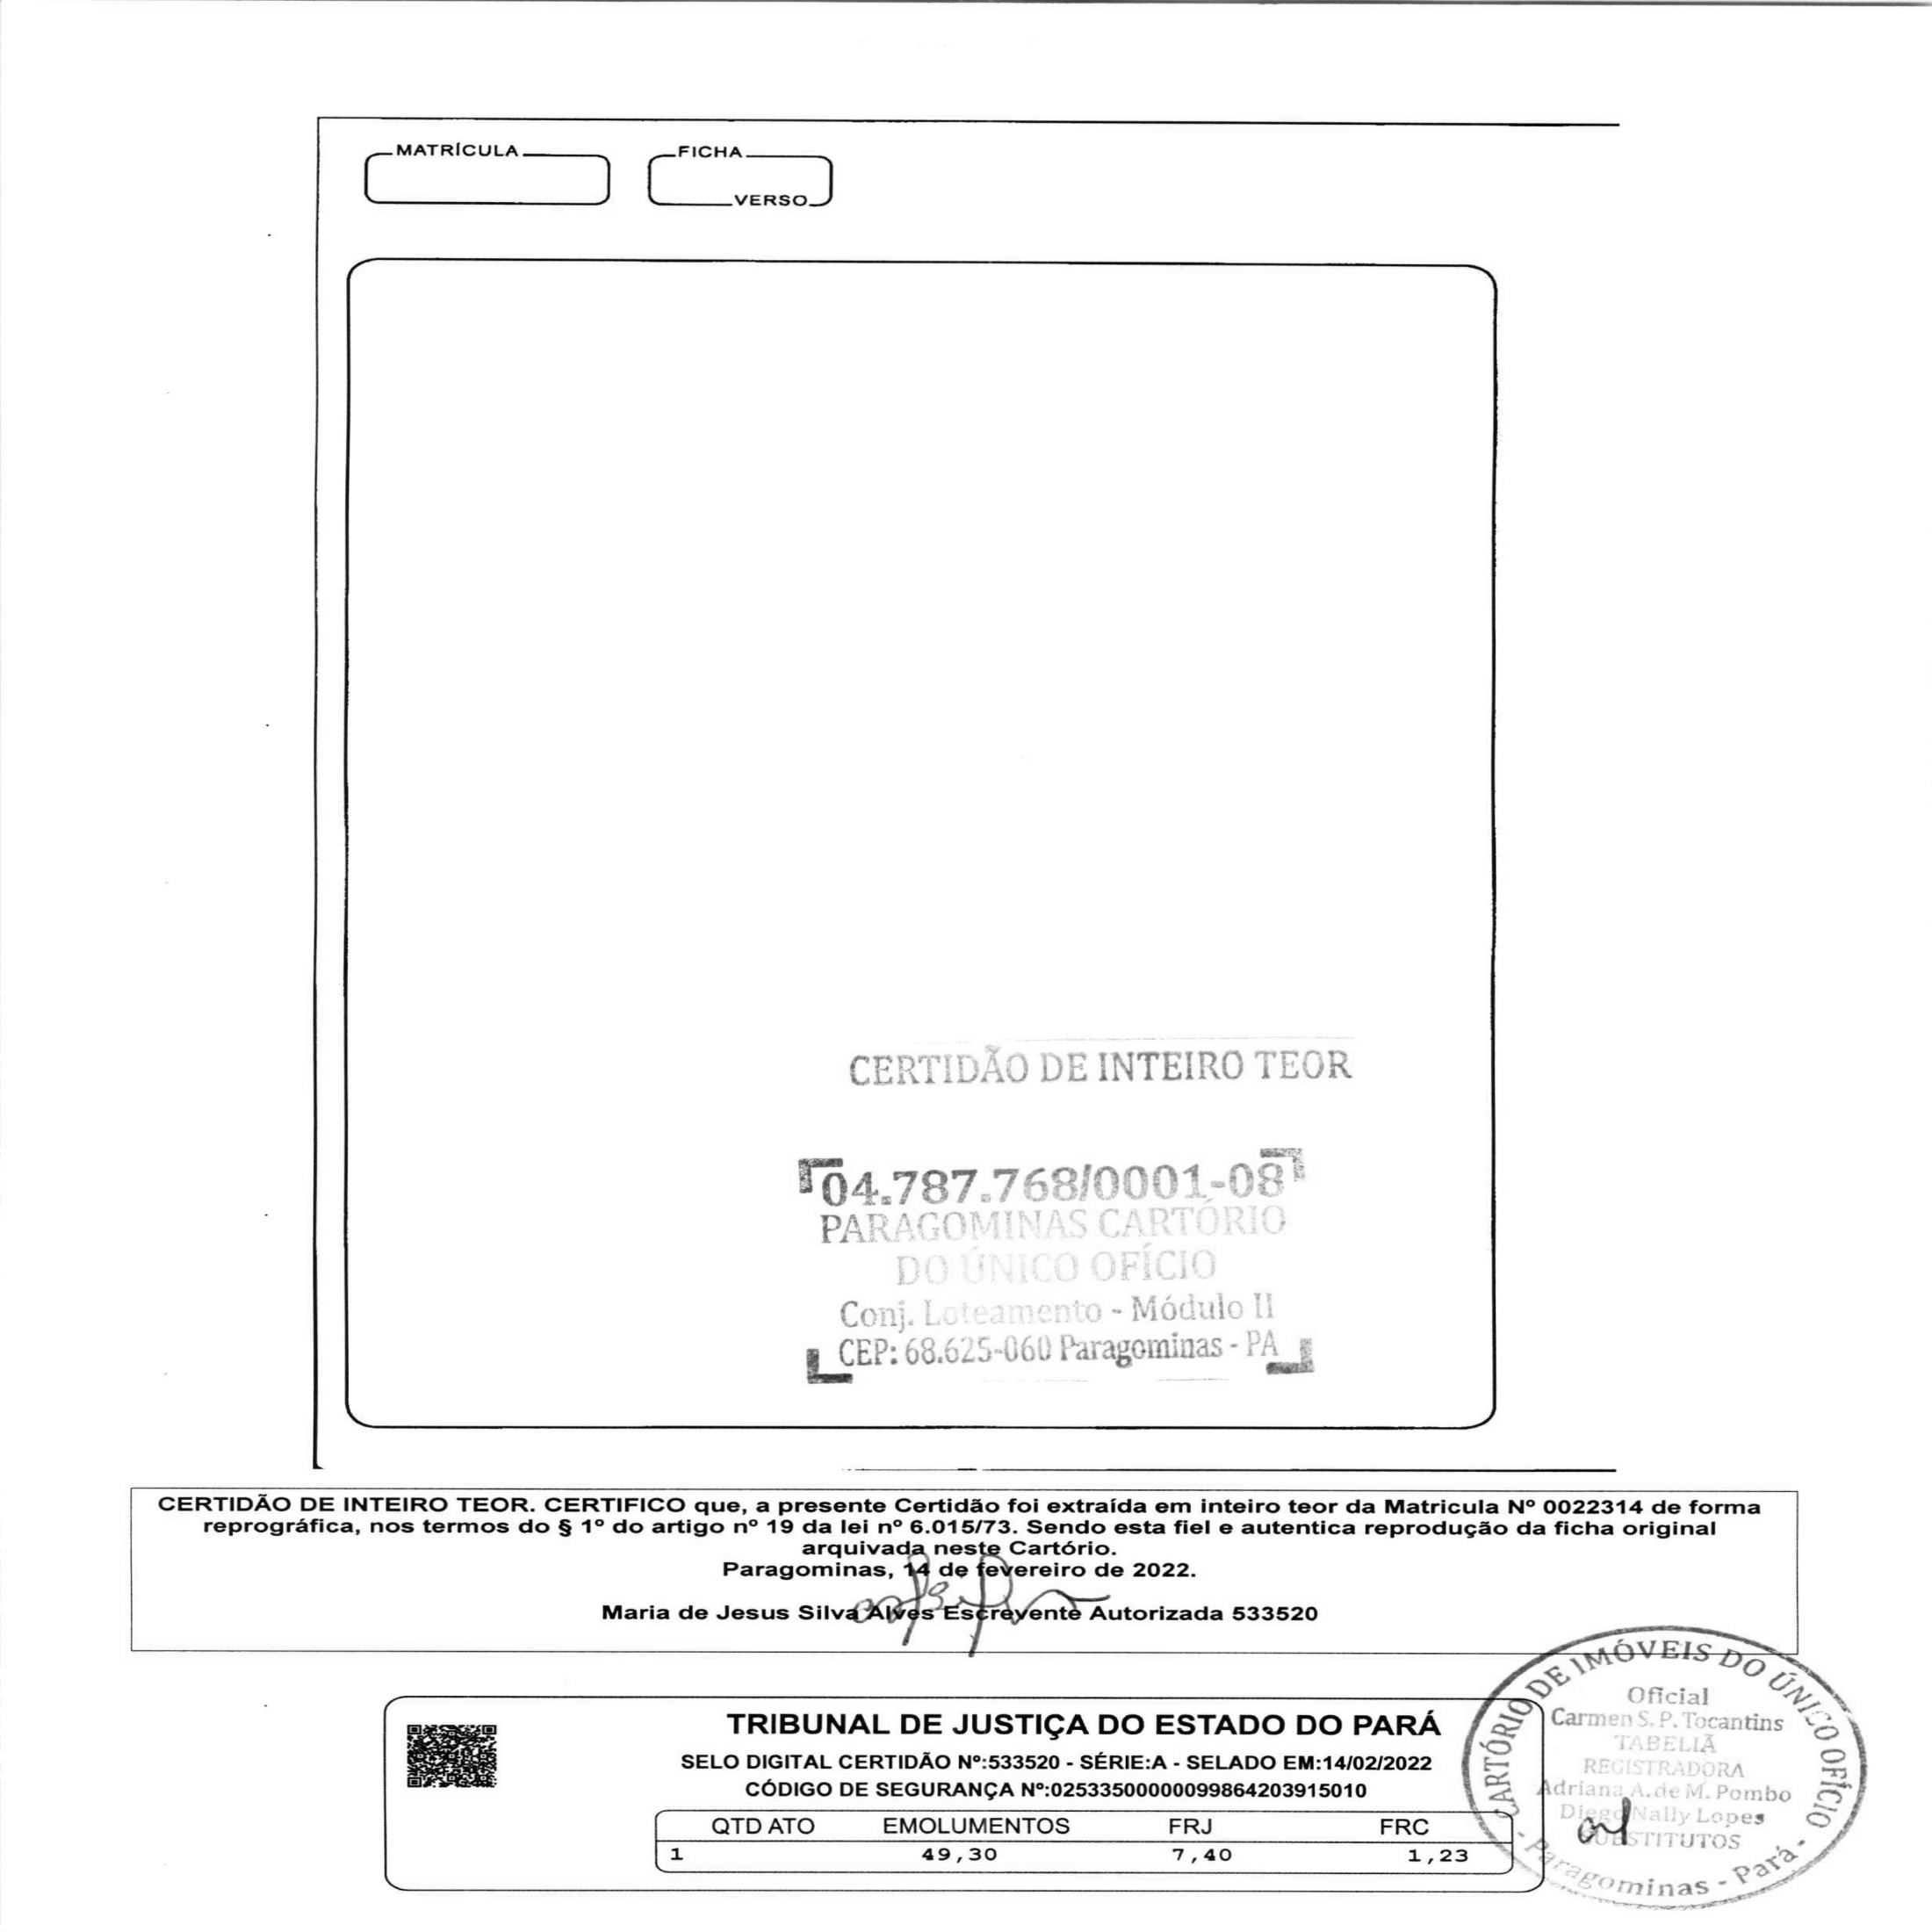 MATRÍCULA
FICHA
VERSO
CERTIDÃO DE INTEIRO TEOR
04.787.768/0001-08
PARAGOMINAS CARTÓRIO
DO ÚNICO OFÍCIO
Conj. Loteamento - Módulo II
CEP: 68.625-060 Paragominas - PA
CERTIDÃO DE INTEIRO TEOR. CERTIFICO que, a presente Certidão foi extraída em inteiro teor da Matricula Nº 0022314 de forma
reprográfica, nos termos do § 1º do artigo nº 19 da lei nº 6.015/73. Sendo esta fiel e autentica reprodução da ficha original
arquivada neste Cartório.
Paragominas, 14 de fevereiro de 2022.
Maria de Jesus Silva Alves Escrevente Autorizada 533520
TRIBUNAL DE JUSTIÇA DO ESTADO DO PARÁ
SELO DIGITAL CERTIDÃO Nº:533520 - SÉRIE:A - SELADO EM:14/02/2022
CÓDIGO DE SEGURANÇA Nº:02533500000099864203915010
QTD ATO EMOLUMENTOS FRJ FRC
1 49,30 7,40 1,23
CARTÓRIO DE IMÓVEIS DO ÚNICO OFÍCIO
Oficial
Carmen S. P. Tocantins
TABELIÃ
REGISTRADORA
Adriana A. de M. Pombo
Diego Nally Lopes
SUBSTITUTOS
- Paragominas - Pará -